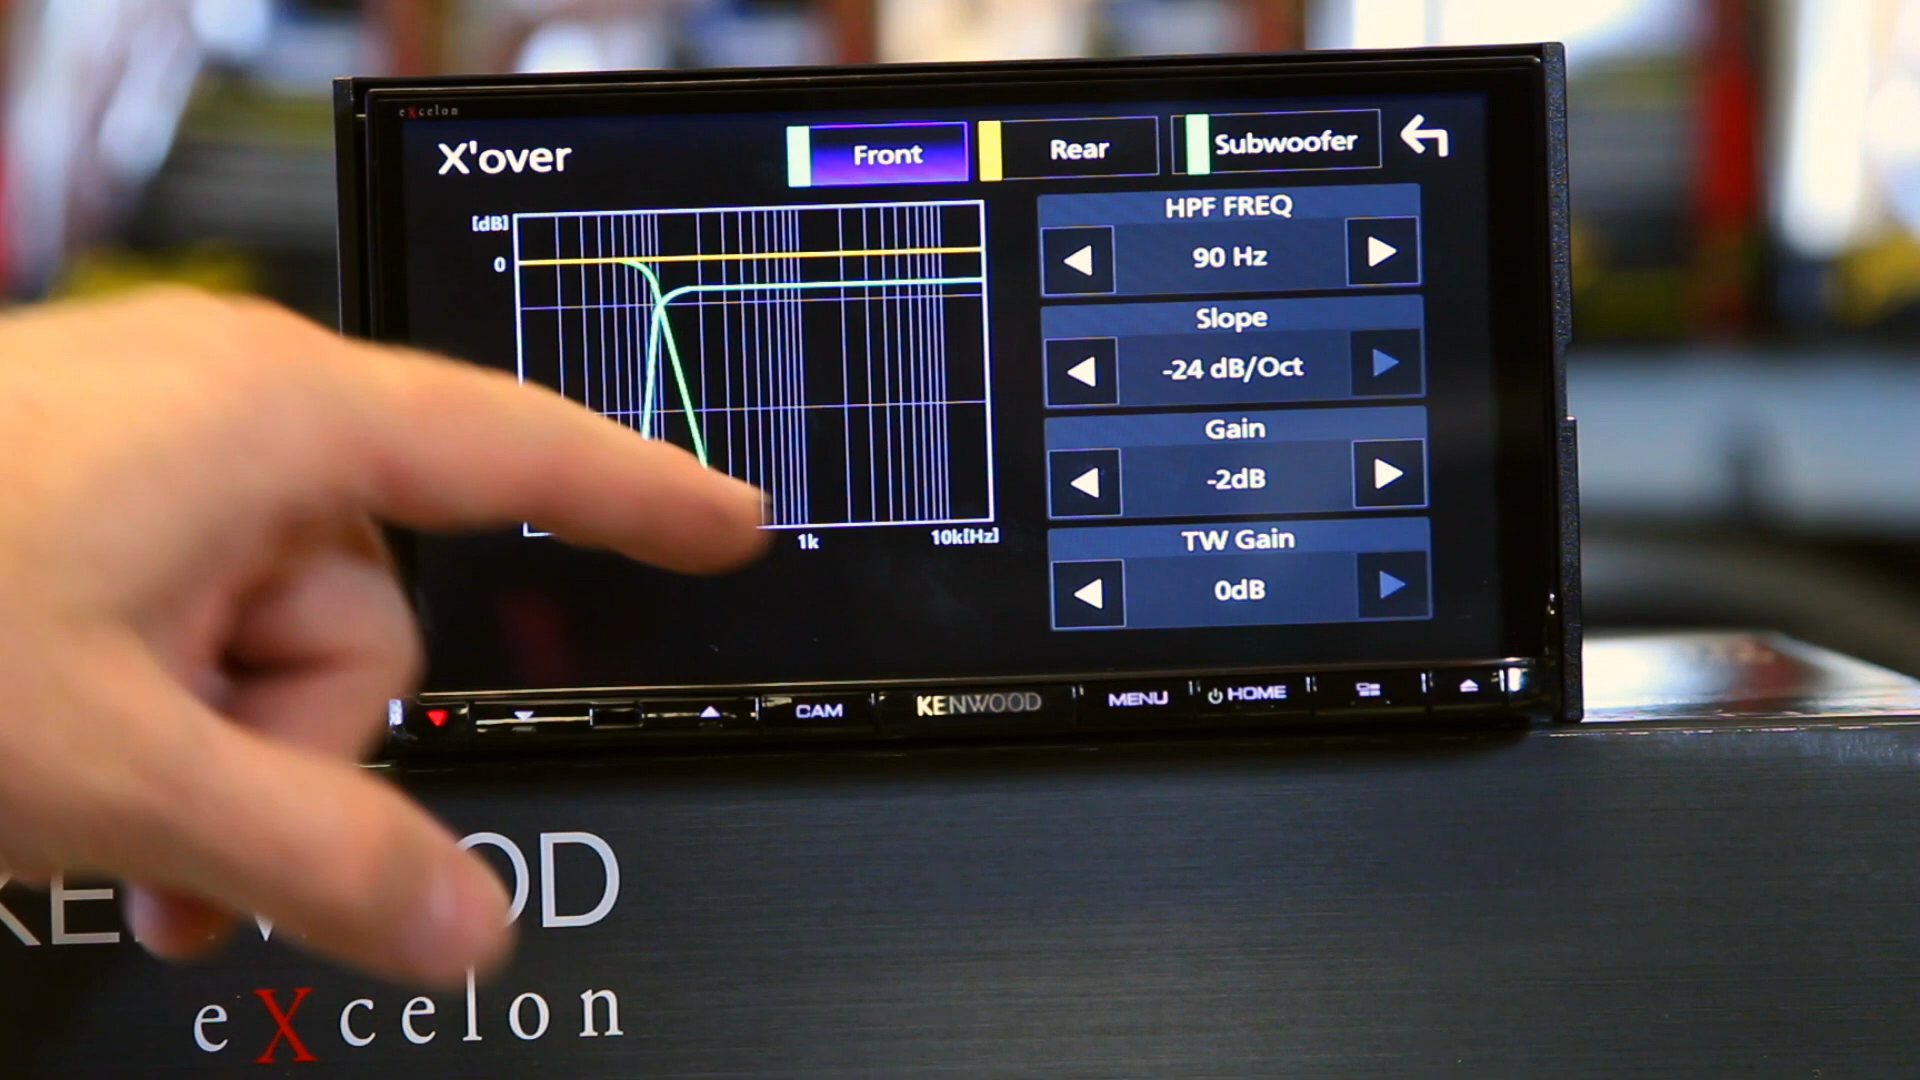 eXcelon
X'over
Front
Rear
Subwoofer
[dB]
0
1k
10k[Hz]
HPF FREQ
90 Hz
Slope
-24 dB/Oct
Gain
-2dB
TW Gain
0dB
CAM
KENWOOD
MENU
HOME
eXcelon